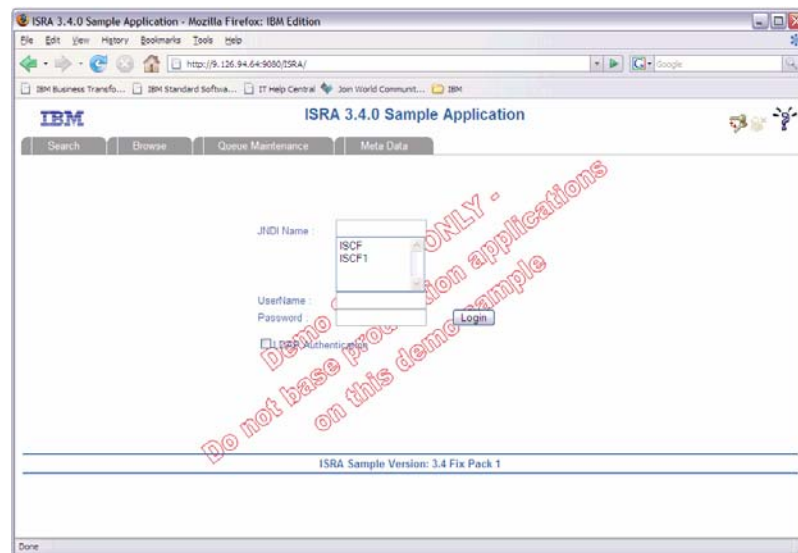 ISRA 3.4.0 Sample Application - Mozilla Firefox: IBM Edition
File Edit View History Bookmarks Tools Help
http://9.126.94.64:9080/ISRA/
Google
IBM Business Transfo... IBM Standard Softwa... IT Help Central Join World Communit... IBM
IBM
ISRA 3.4.0 Sample Application
Search Browse Queue Maintenance Meta Data
JNDI Name :
ISCF
ISCF1
UserName :
Password :
Login
LDAP Authentication
Demo ONLY -
Do not base production applications
on this demo sample
ISRA Sample Version: 3.4 Fix Pack 1
Done